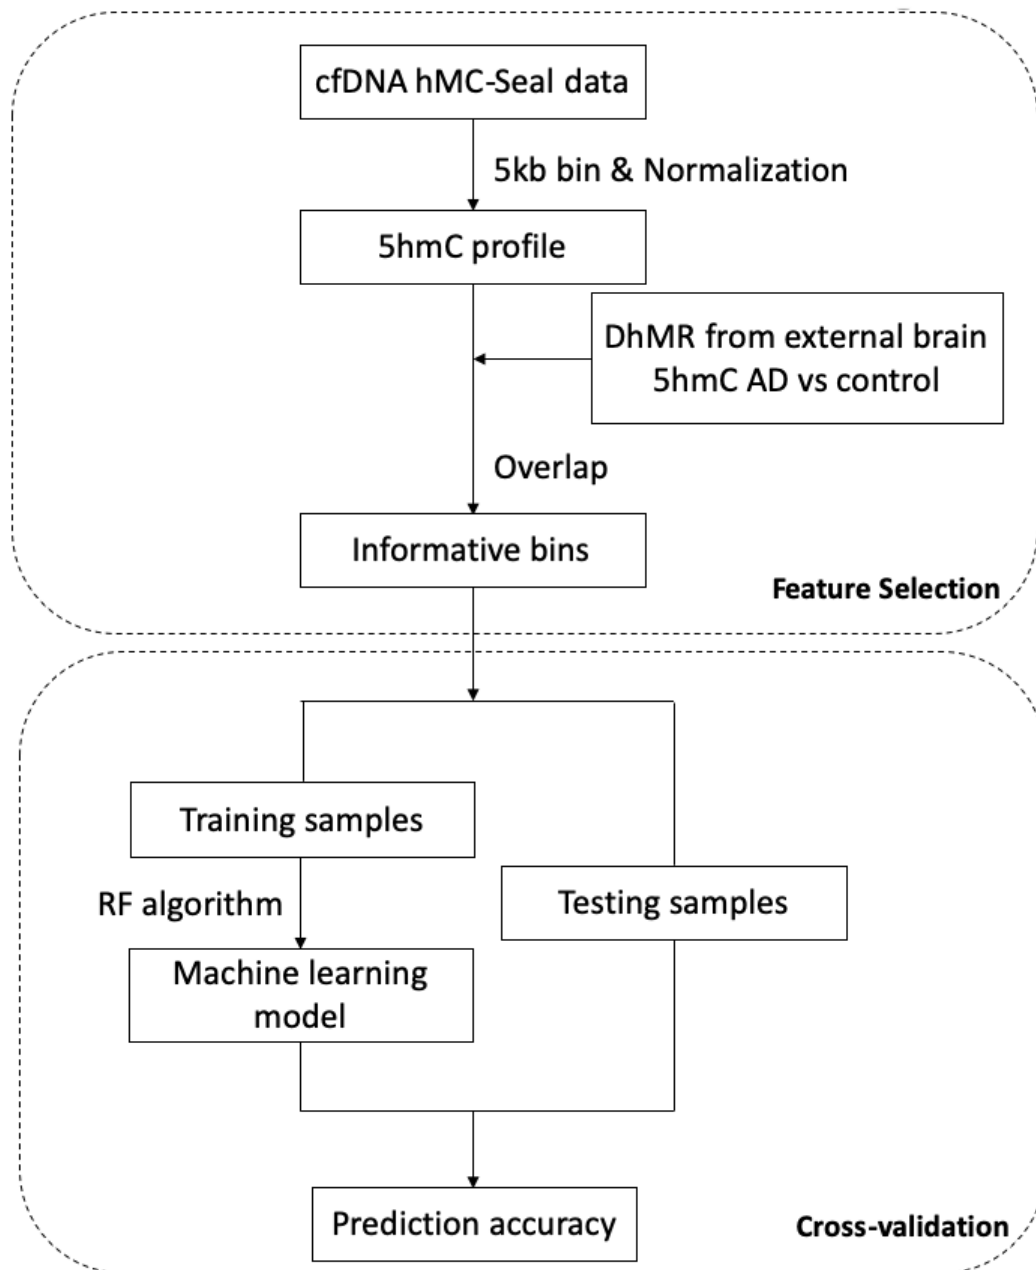 cfDNA hMC-Seal data
5kb bin & Normalization
5hmC profile
DhMR from external brain
5hmC AD vs control
Overlap
Informative bins
Feature Selection
Training samples
Testing samples
RF algorithm
Machine learning
model
Prediction accuracy
Cross-validation